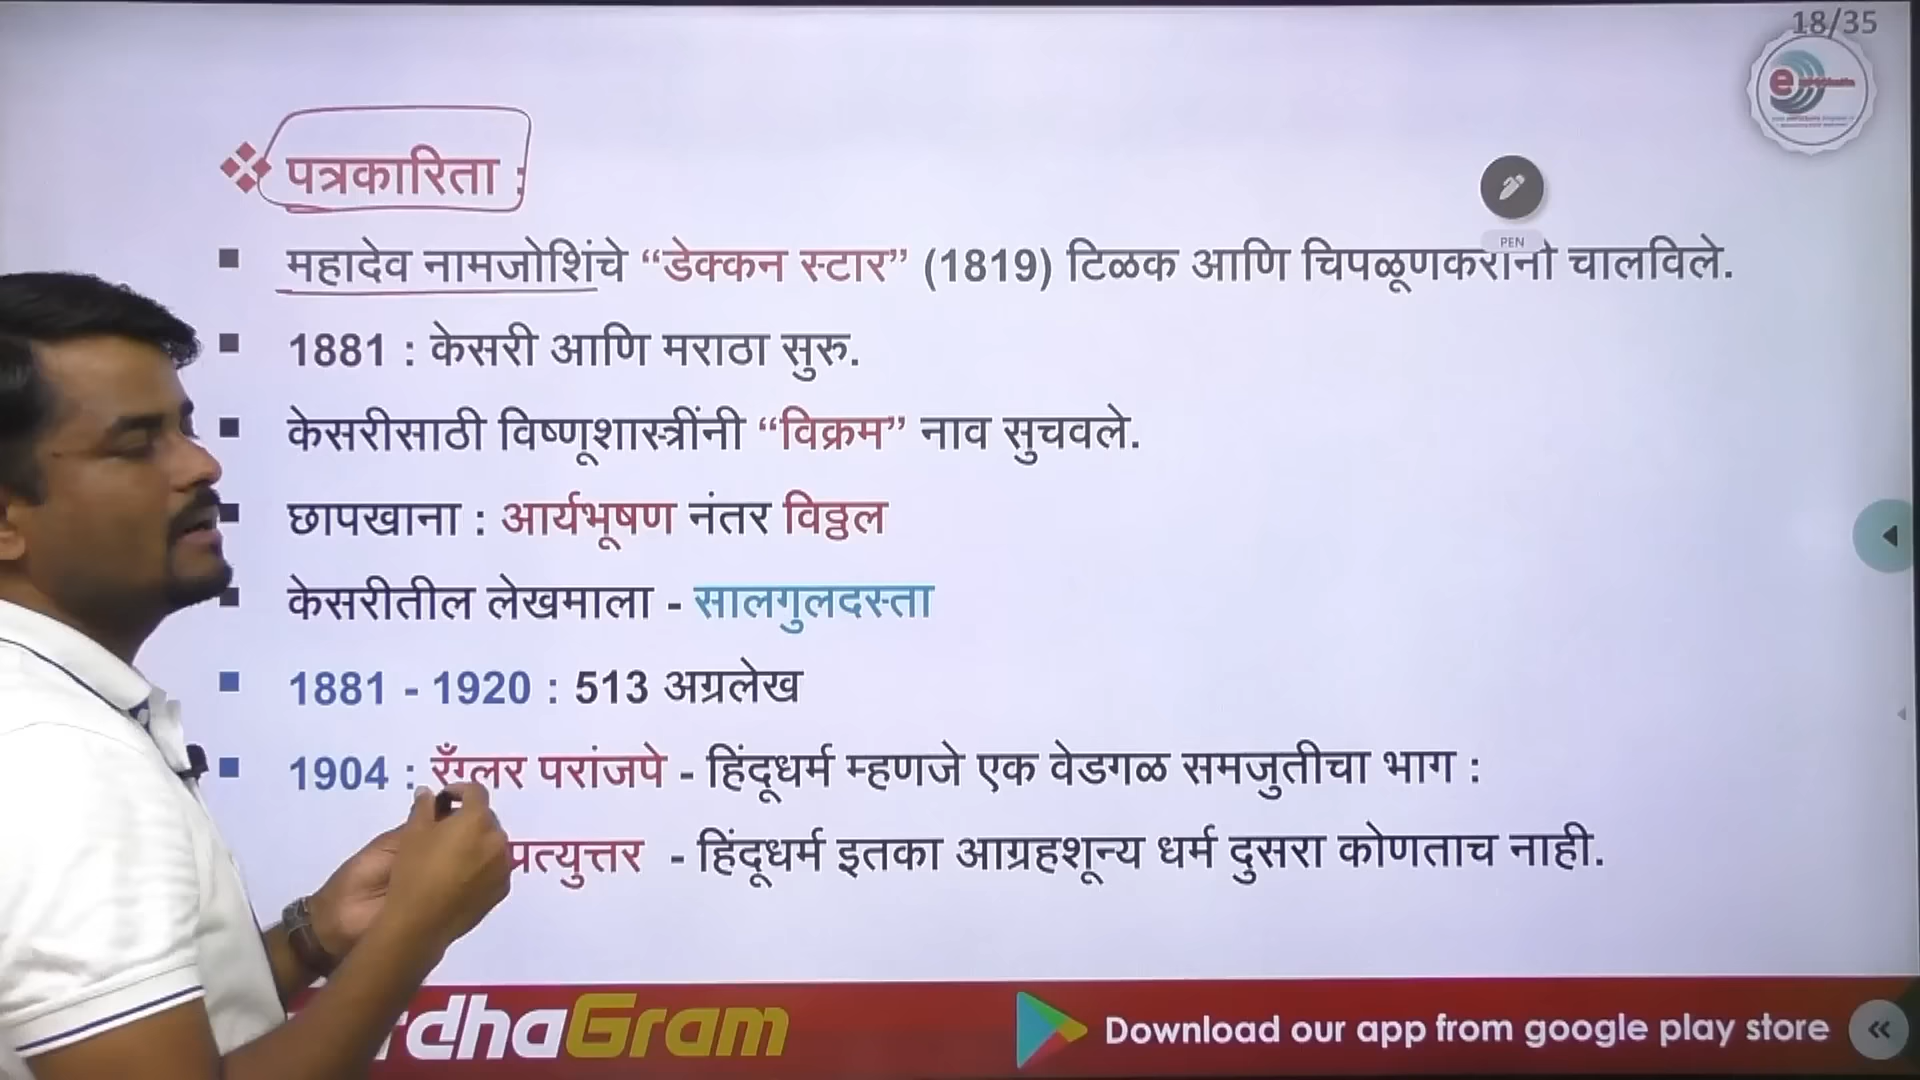 18/35
पत्रकारिता :
PEN
महादेव नामजोशिंचे “डेक्कन स्टार” (1819) टिळक आणि चिपळूणकरांनी चालविले.
1881 : केसरी आणि मराठा सुरु.
केसरीसाठी विष्णूशास्त्रींनी “विक्रम” नाव सुचवले.
छापखाना : आर्यभूषण नंतर विठ्ठल
केसरीतील लेखमाला - सालगुलदस्ता
1881 - 1920 : 513 अग्रलेख
1904 : रँग्लर परांजपे - हिंदूधर्म म्हणजे एक वेडगळ समजुतीचा भाग :
प्रत्युत्तर - हिंदूधर्म इतका आग्रहशून्य धर्म दुसरा कोणताच नाही.
dhaGram
Download our app from google play store